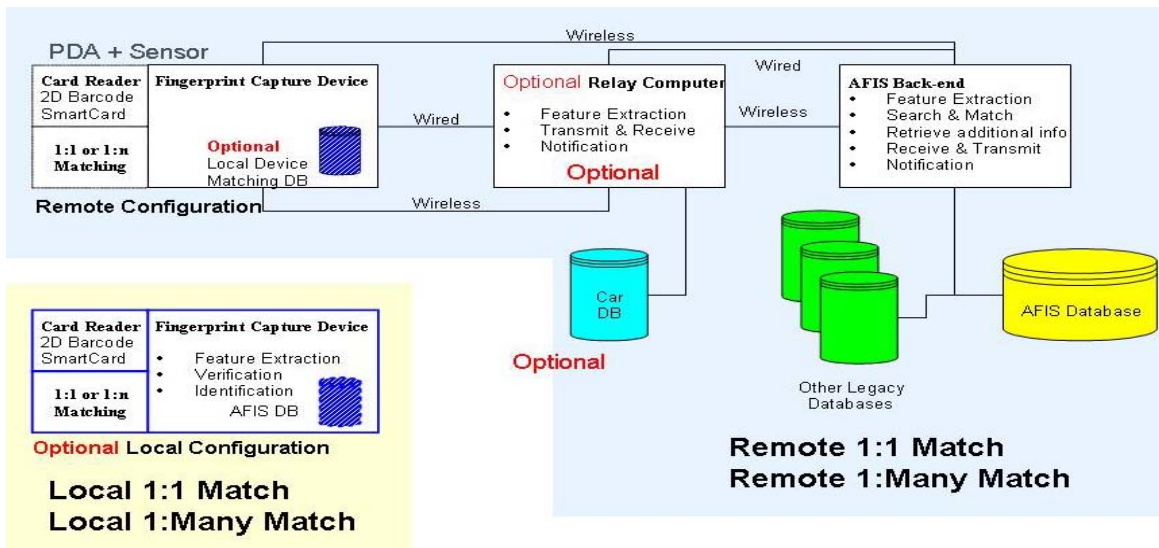 Wireless
PDA + Sensor
Wired
Card Reader
2D Barcode
SmartCard
1:1 or 1:n
Matching
Fingerprint Capture Device
Optional
Local Device
Matching DB
Remote Configuration
Wired
Wireless
Optional Relay Computer
• Feature Extraction
• Transmit & Receive
• Notification
Optional
Wireless
AFIS Back-end
• Feature Extraction
• Search & Match
• Retrieve additional info
• Receive & Transmit
• Notification
Car
DB
Optional
Other Legacy
Databases
AFIS Database
Remote 1:1 Match
Remote 1:Many Match
Card Reader
2D Barcode
SmartCard
1:1 or 1:n
Matching
Fingerprint Capture Device
• Feature Extraction
• Verification
• Identification
AFIS DB
Optional Local Configuration
Local 1:1 Match
Local 1:Many Match